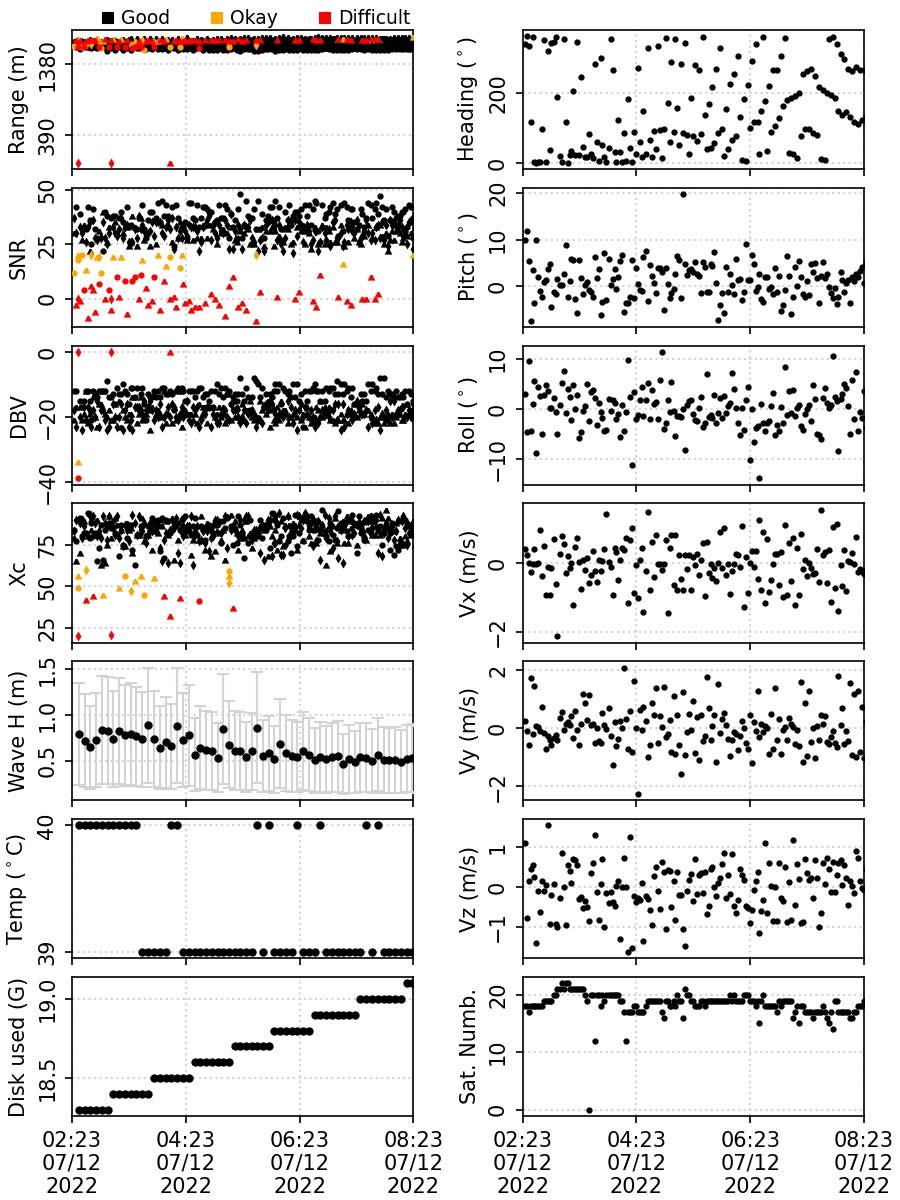 Good Okay Difficult
Range (m)
1380
390
Heading ( ° )
200
0
SNR
50
25
0
Pitch ( ° )
20
10
0
DBV
0
−20
−40
Roll ( ° )
10
0
−10
Xc
75
50
25
Vx (m/s)
0
−2
Wave H (m)
1.5
1.0
0.5
Vy (m/s)
2
0
−2
Temp ( ° C)
40
39
Vz (m/s)
1
0
−1
Disk used (G)
19.0
18.5
Sat. Numb.
20
10
0
02:23 04:23 06:23 08:23 02:23 04:23 06:23 08:23
07/12 07/12 07/12 07/12 07/12 07/12 07/12 07/12
2022 2022 2022 2022 2022 2022 2022 2022